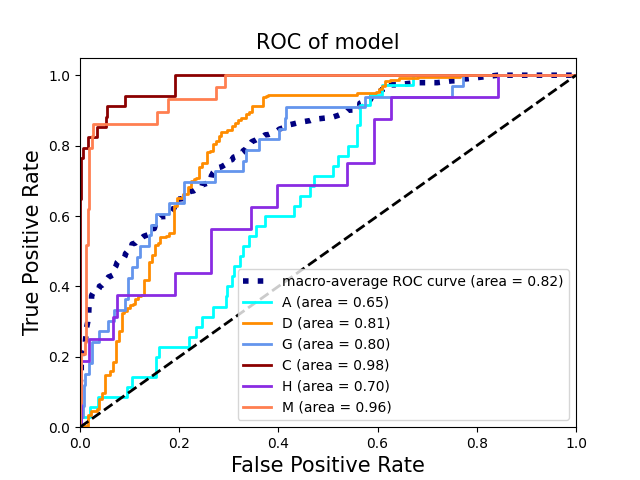 ROC of model
True Positive Rate
1.0
0.8
0.6
0.4
0.2
0.0
macro-average ROC curve (area = 0.82)
A (area = 0.65)
D (area = 0.81)
G (area = 0.80)
C (area = 0.98)
H (area = 0.70)
M (area = 0.96)
0.0 0.2 0.4 0.6 0.8 1.0
False Positive Rate